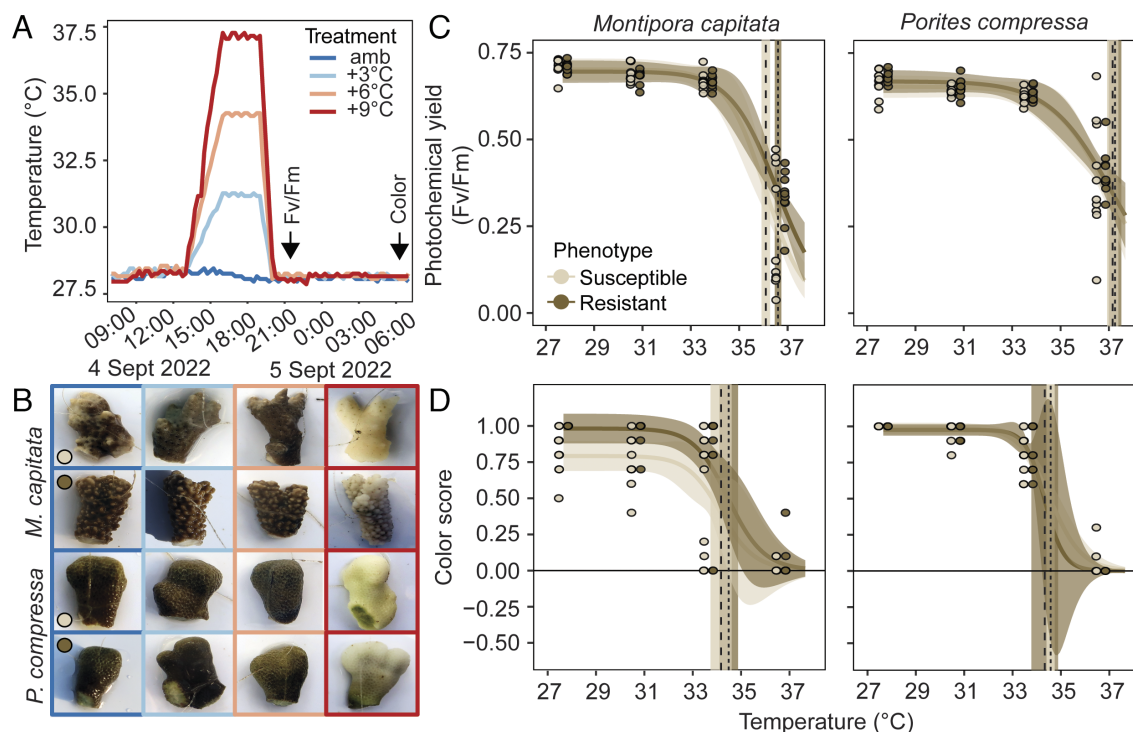 A
Temperature (°C)
37.5
35.0
32.5
30.0
27.5
Treatment
amb
+3°C
+6°C
+9°C
Fv/Fm
Color
09:00
12:00
15:00
18:00
21:00
0:00
03:00
06:00
4 Sept 2022
5 Sept 2022
B
M. capitata
P. compressa
C
Montipora capitata
Porites compressa
Photochemical yield
(Fv/Fm)
0.75
0.50
0.25
0.00
Phenotype
Susceptible
Resistant
27 29 31 33 35 37
27 29 31 33 35 37
D
Color score
1.00
0.75
0.50
0.25
0.00
−0.25
−0.50
27 29 31 33 35 37
27 29 31 33 35 37
Temperature (°C)